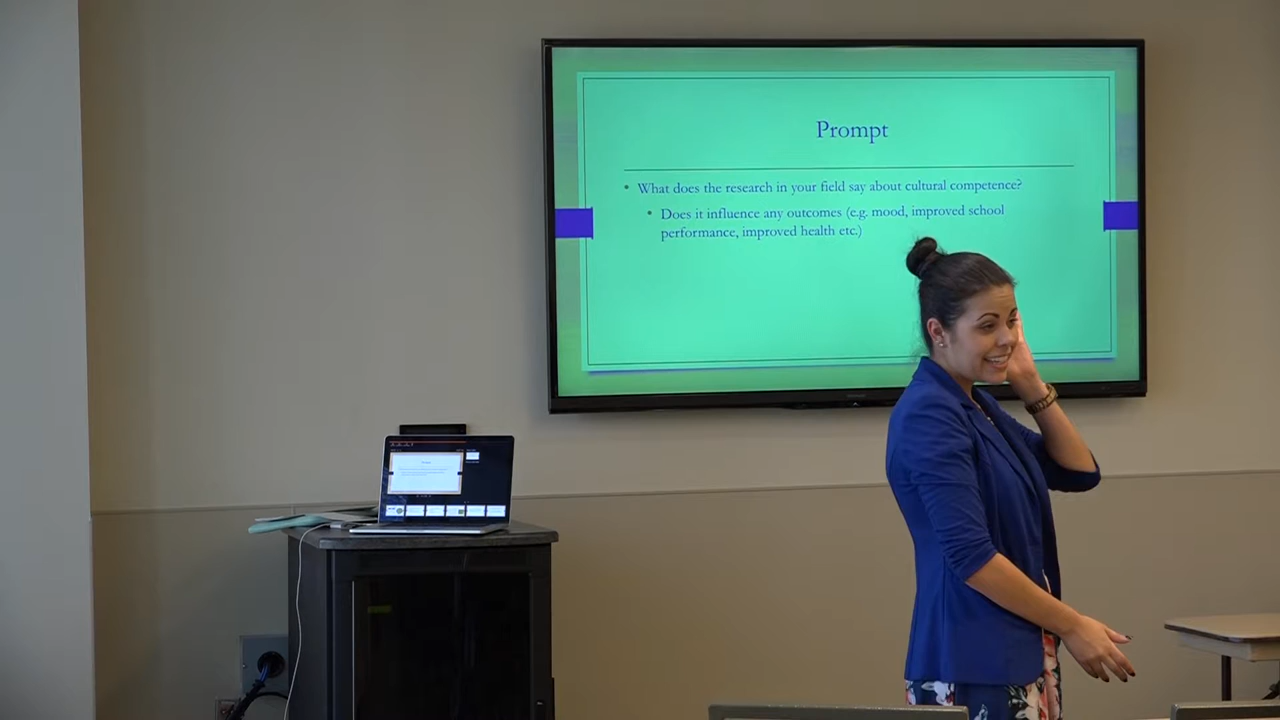 Prompt
What does the research in your field say about cultural competence?
Does it influence any outcomes (e.g. mood, improved school
performance, improved health etc.)